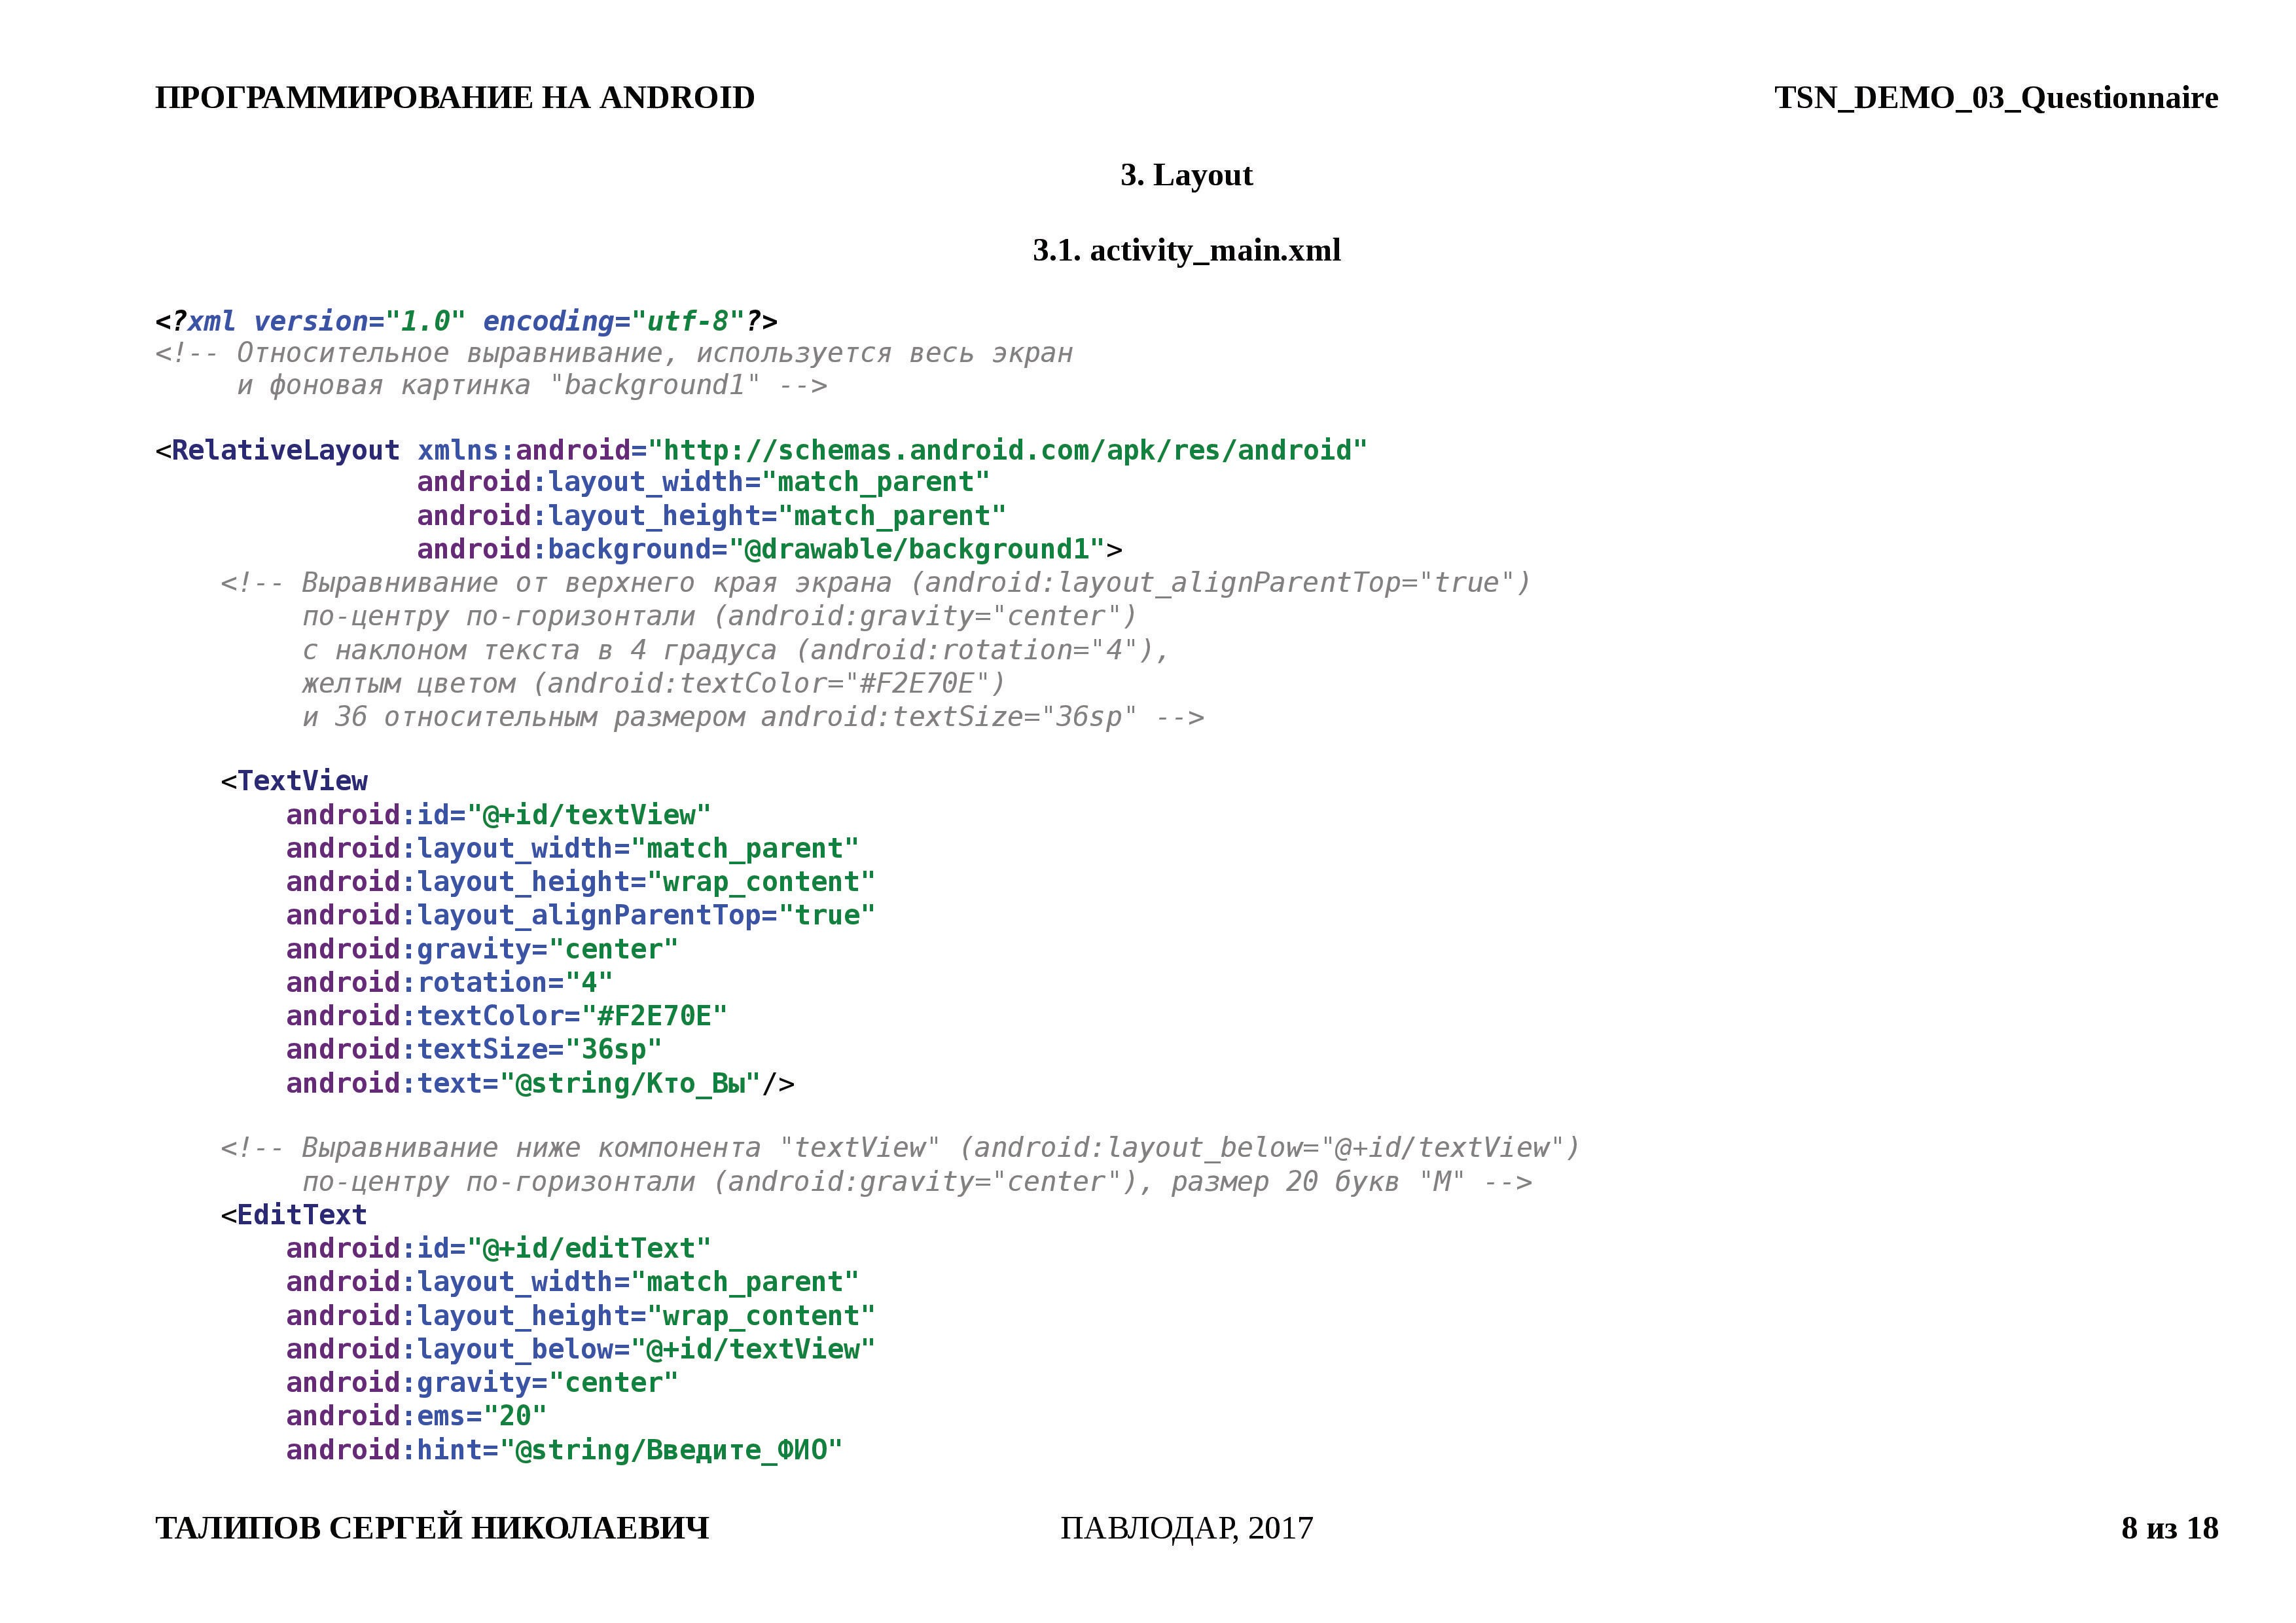 ПРОГРАММИРОВАНИЕ НА ANDROID TSN_DEMO_03_Questionnaire
3. Layout
3.1. activity_main.xml
<?xml version="1.0" encoding="utf-8"?>
<!-- Относительное выравнивание, используется весь экран
     и фоновая картинка "background1" -->
<RelativeLayout xmlns:android="http://schemas.android.com/apk/res/android"
                android:layout_width="match_parent"
                android:layout_height="match_parent"
                android:background="@drawable/background1">
    <!-- Выравнивание от верхнего края экрана (android:layout_alignParentTop="true")
         по-центру по-горизонтали (android:gravity="center")
         с наклоном текста в 4 градуса (android:rotation="4"),
         желтым цветом (android:textColor="#F2E70E")
         и 36 относительным размером android:textSize="36sp" -->
    <TextView
        android:id="@+id/textView"
        android:layout_width="match_parent"
        android:layout_height="wrap_content"
        android:layout_alignParentTop="true"
        android:gravity="center"
        android:rotation="4"
        android:textColor="#F2E70E"
        android:textSize="36sp"
        android:text="@string/Кто_Вы"/>
    <!-- Выравнивание ниже компонента "textView" (android:layout_below="@+id/textView")
         по-центру по-горизонтали (android:gravity="center"), размер 20 букв "М" -->
    <EditText
        android:id="@+id/editText"
        android:layout_width="match_parent"
        android:layout_height="wrap_content"
        android:layout_below="@+id/textView"
        android:gravity="center"
        android:ems="20"
        android:hint="@string/Введите_ФИО"
ТАЛИПОВ СЕРГЕЙ НИКОЛАЕВИЧ ПАВЛОДАР, 2017 8 из 18